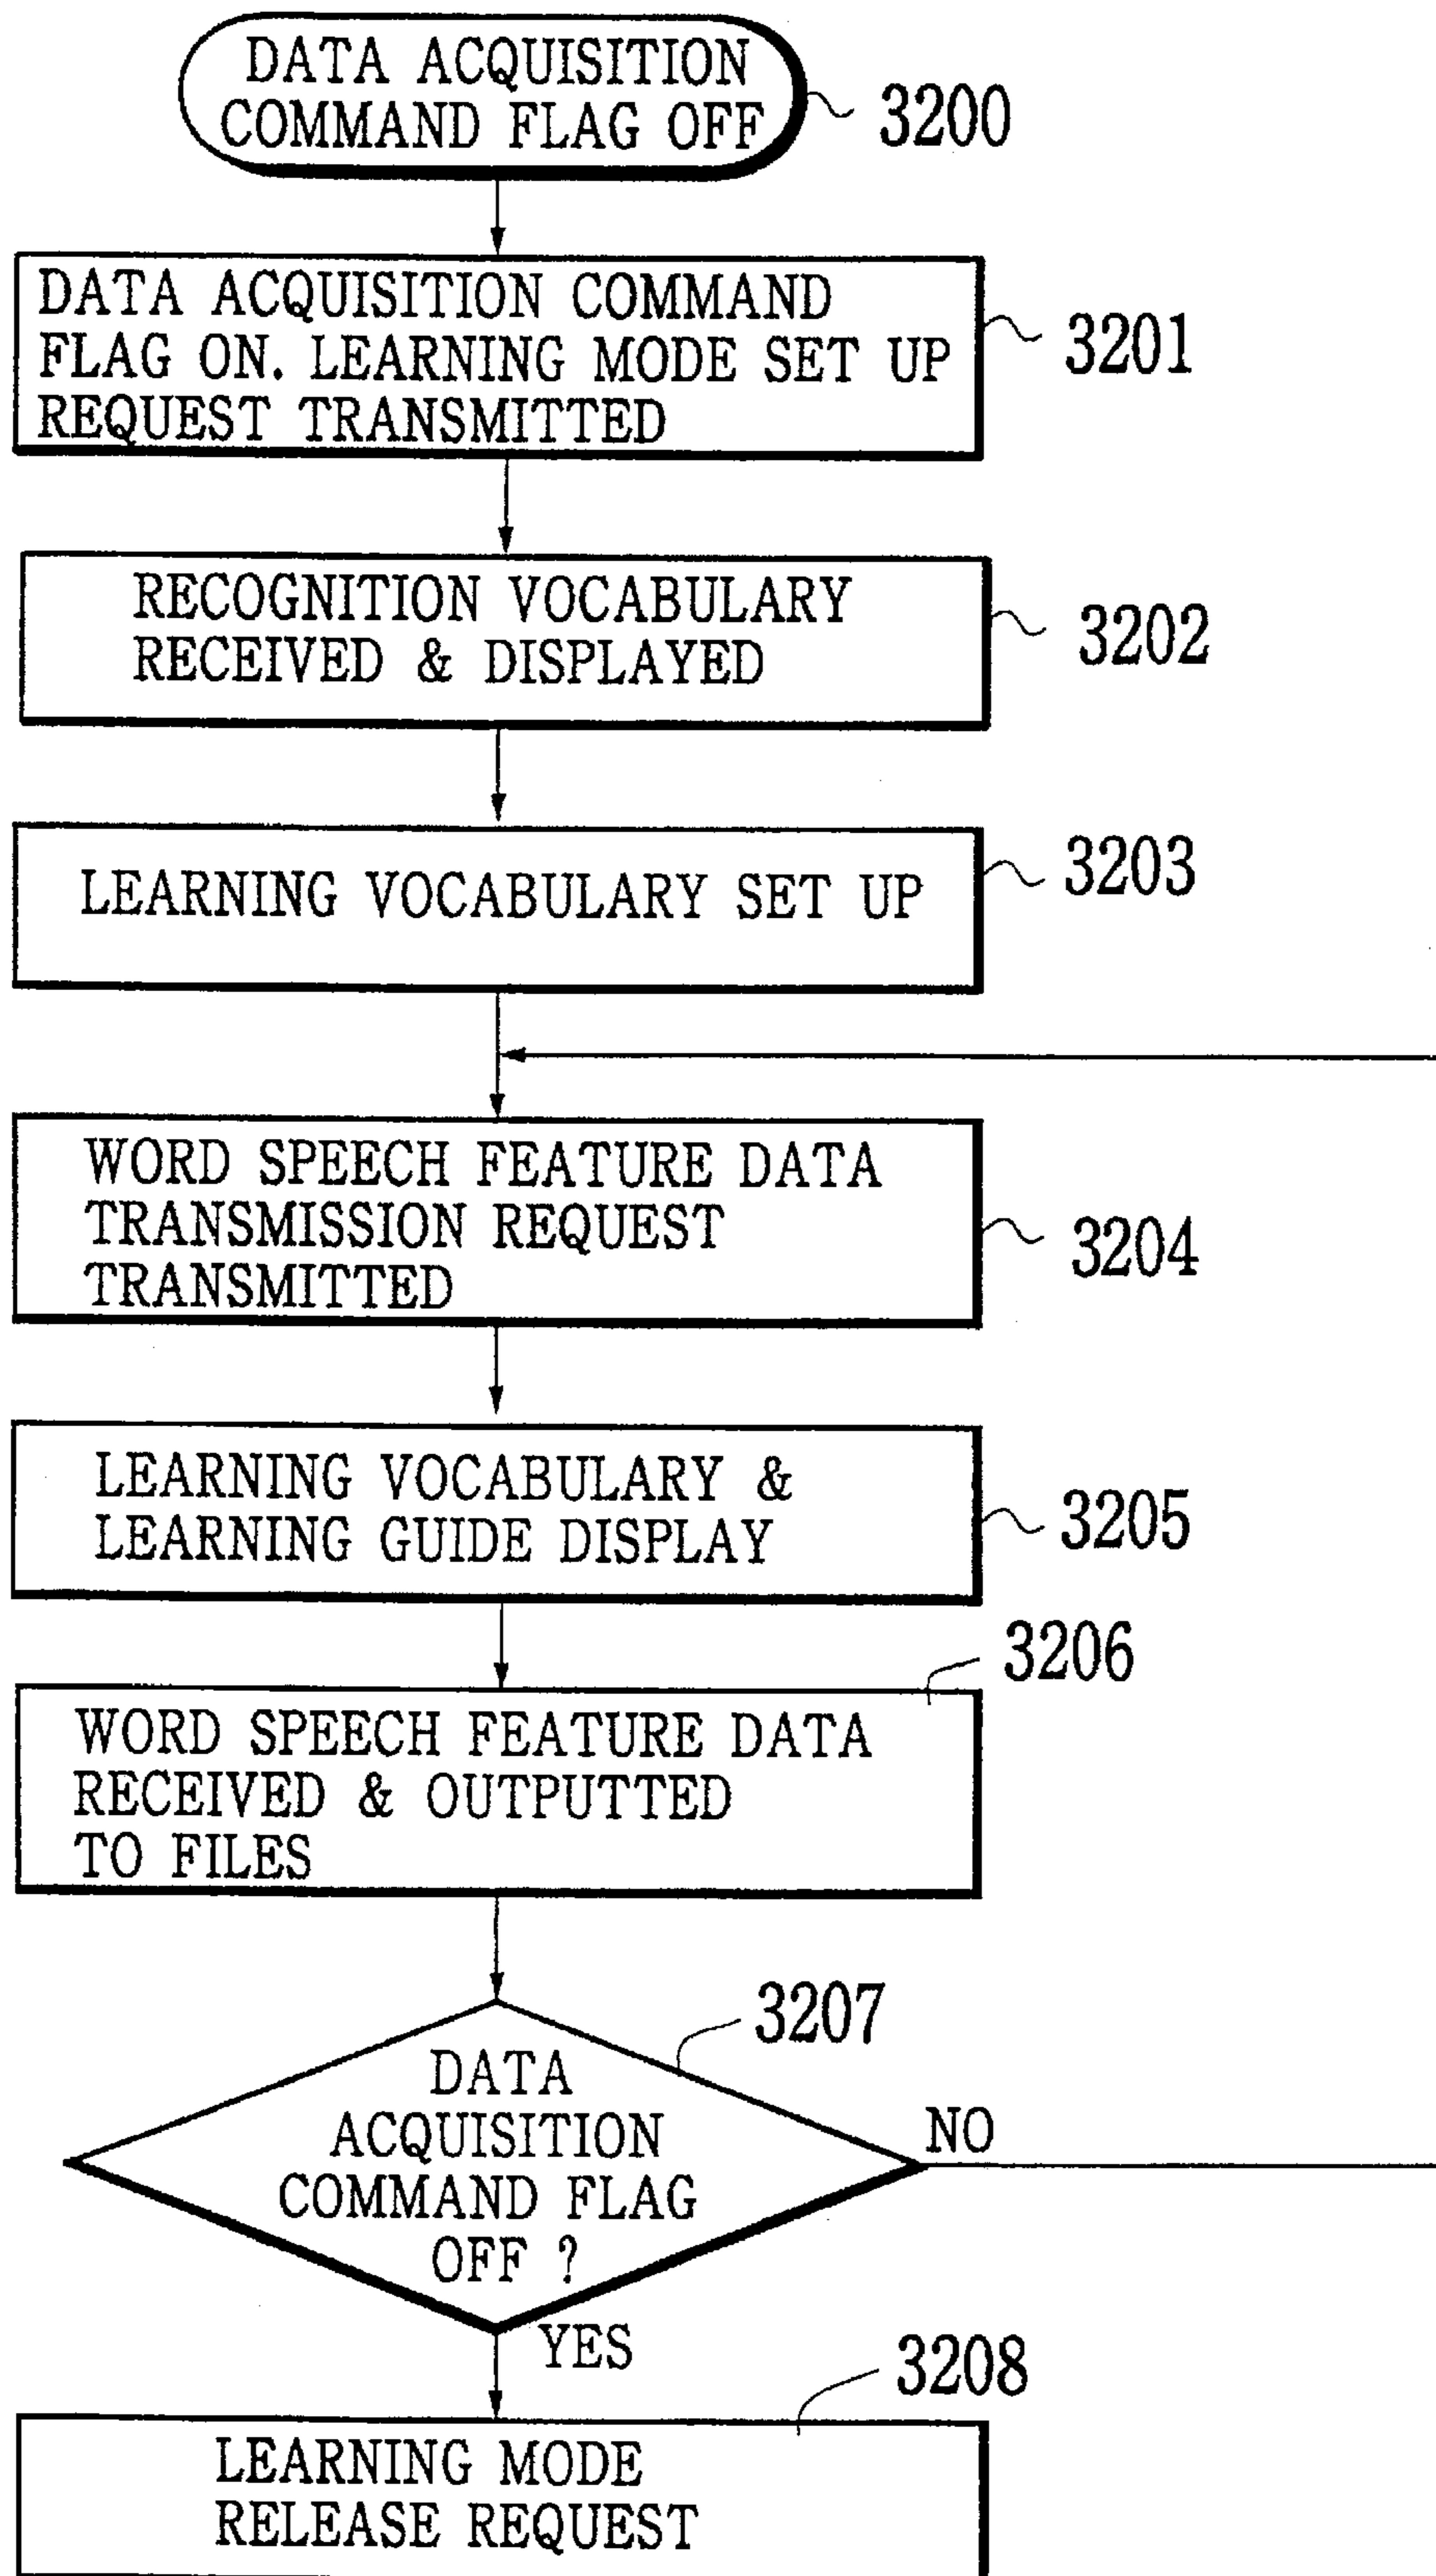 DATA ACQUISITION
COMMAND FLAG OFF
3200
DATA ACQUISITION COMMAND
FLAG ON. LEARNING MODE SET UP
REQUEST TRANSMITTED
3201
RECOGNITION VOCABULARY
RECEIVED & DISPLAYED
3202
LEARNING VOCABULARY SET UP
3203
WORD SPEECH FEATURE DATA
TRANSMISSION REQUEST
TRANSMITTED
3204
LEARNING VOCABULARY &
LEARNING GUIDE DISPLAY
3205
3206
WORD SPEECH FEATURE DATA
RECEIVED & OUTPUTTED
TO FILES
3207
DATA
ACQUISITION
COMMAND FLAG
OFF ?
NO
YES
3208
LEARNING MODE
RELEASE REQUEST